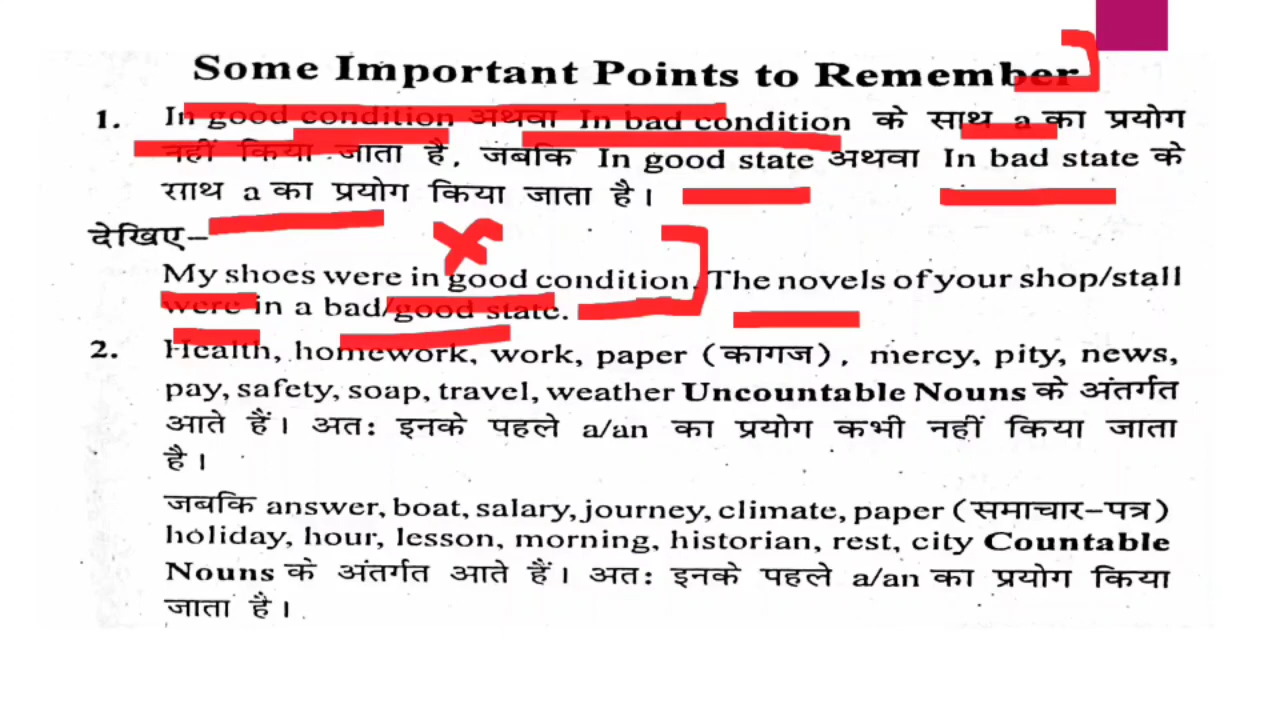 Some Important Points to Remember
1. In good condition अथवा In bad condition के साथ a का प्रयोग
नहीं किया जाता है, जबकि In good state अथवा In bad state के
साथ a का प्रयोग किया जाता है।
देखिए–
My shoes were in good condition. The novels of your shop/stall
were in a bad/good state.
2. Health, homework, work, paper (कागज), mercy, pity, news,
pay, safety, soap, travel, weather Uncountable Nouns के अंतर्गत
आते हैं। अतः इनके पहले a/an का प्रयोग कभी नहीं किया जाता
है।
जबकि answer, boat, salary, journey, climate, paper (समाचार-पत्र)
holiday, hour, lesson, morning, historian, rest, city Countable
Nouns के अंतर्गत आते हैं। अतः इनके पहले a/an का प्रयोग किया
जाता है।